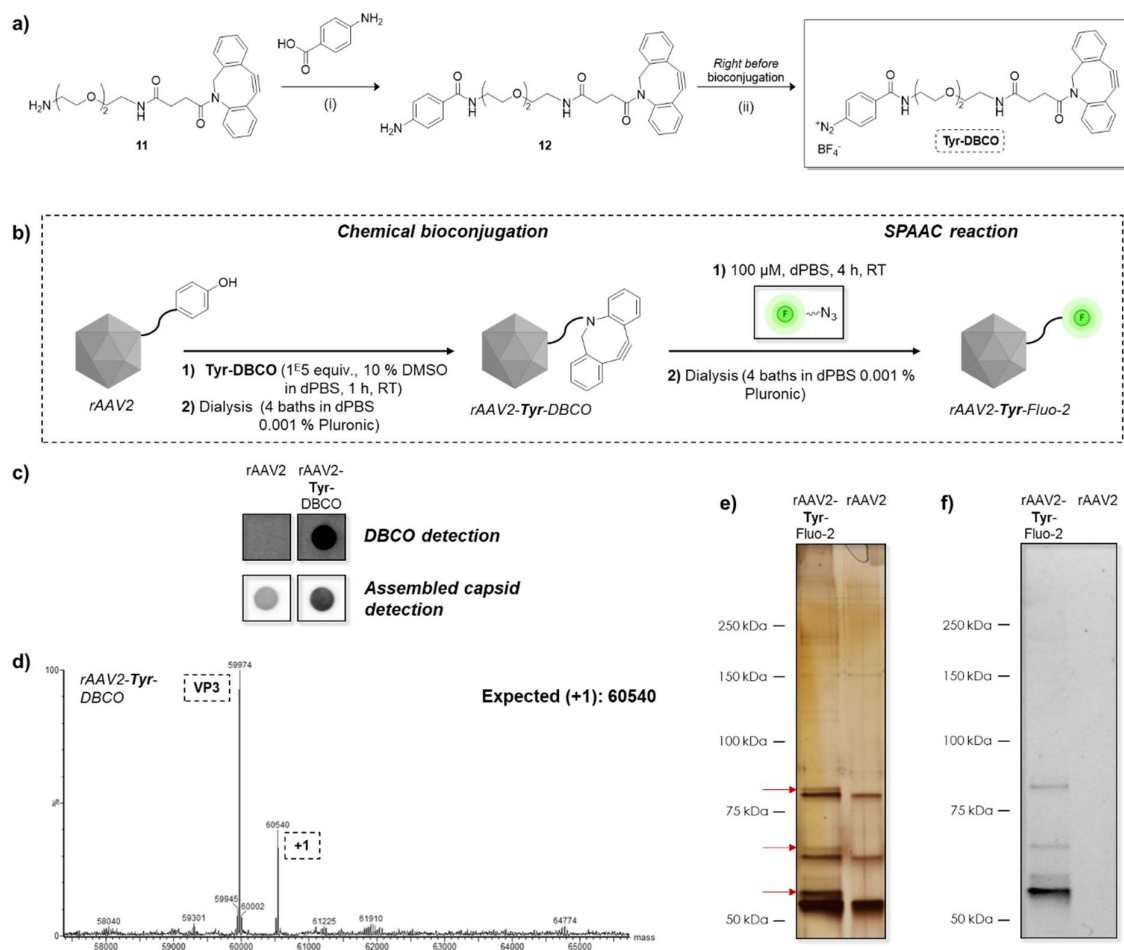 a)
NH2
HO
O
(i)
Right before
bioconjugation
(ii)
H2N
O
2
N
H
O
O
N
11
H2N
O
N
H
O
2
N
H
O
O
N
12
+N2
BF4-
O
N
H
O
2
N
H
O
O
N
Tyr-DBCO
b)
Chemical bioconjugation
SPAAC reaction
OH
rAAV2
1) Tyr-DBCO (1ᴱ5 equiv., 10 % DMSO
in dPBS, 1 h, RT)
2) Dialysis (4 baths in dPBS
0.001 % Pluronic)
N
rAAV2-Tyr-DBCO
1) 100 µM, dPBS, 4 h, RT
F N3
2) Dialysis (4 baths in dPBS 0.001 %
Pluronic)
F
rAAV2-Tyr-Fluo-2
c)
rAAV2
rAAV2-
Tyr-
DBCO
DBCO detection
Assembled capsid
detection
d)
rAAV2-Tyr-
DBCO
Expected (+1): 60540
100
%
0
VP3
59974
60540
+1
59945
60002
58040
59301
61225
61910
64774
58000 59000 60000 61000 62000 63000 64000 65000 mass
e)
rAAV2-
Tyr-
Fluo-2
rAAV2
250 kDa
150 kDa
100 kDa
75 kDa
50 kDa
f)
rAAV2-
Tyr-
Fluo-2
rAAV2
250 kDa
150 kDa
100 kDa
75 kDa
50 kDa